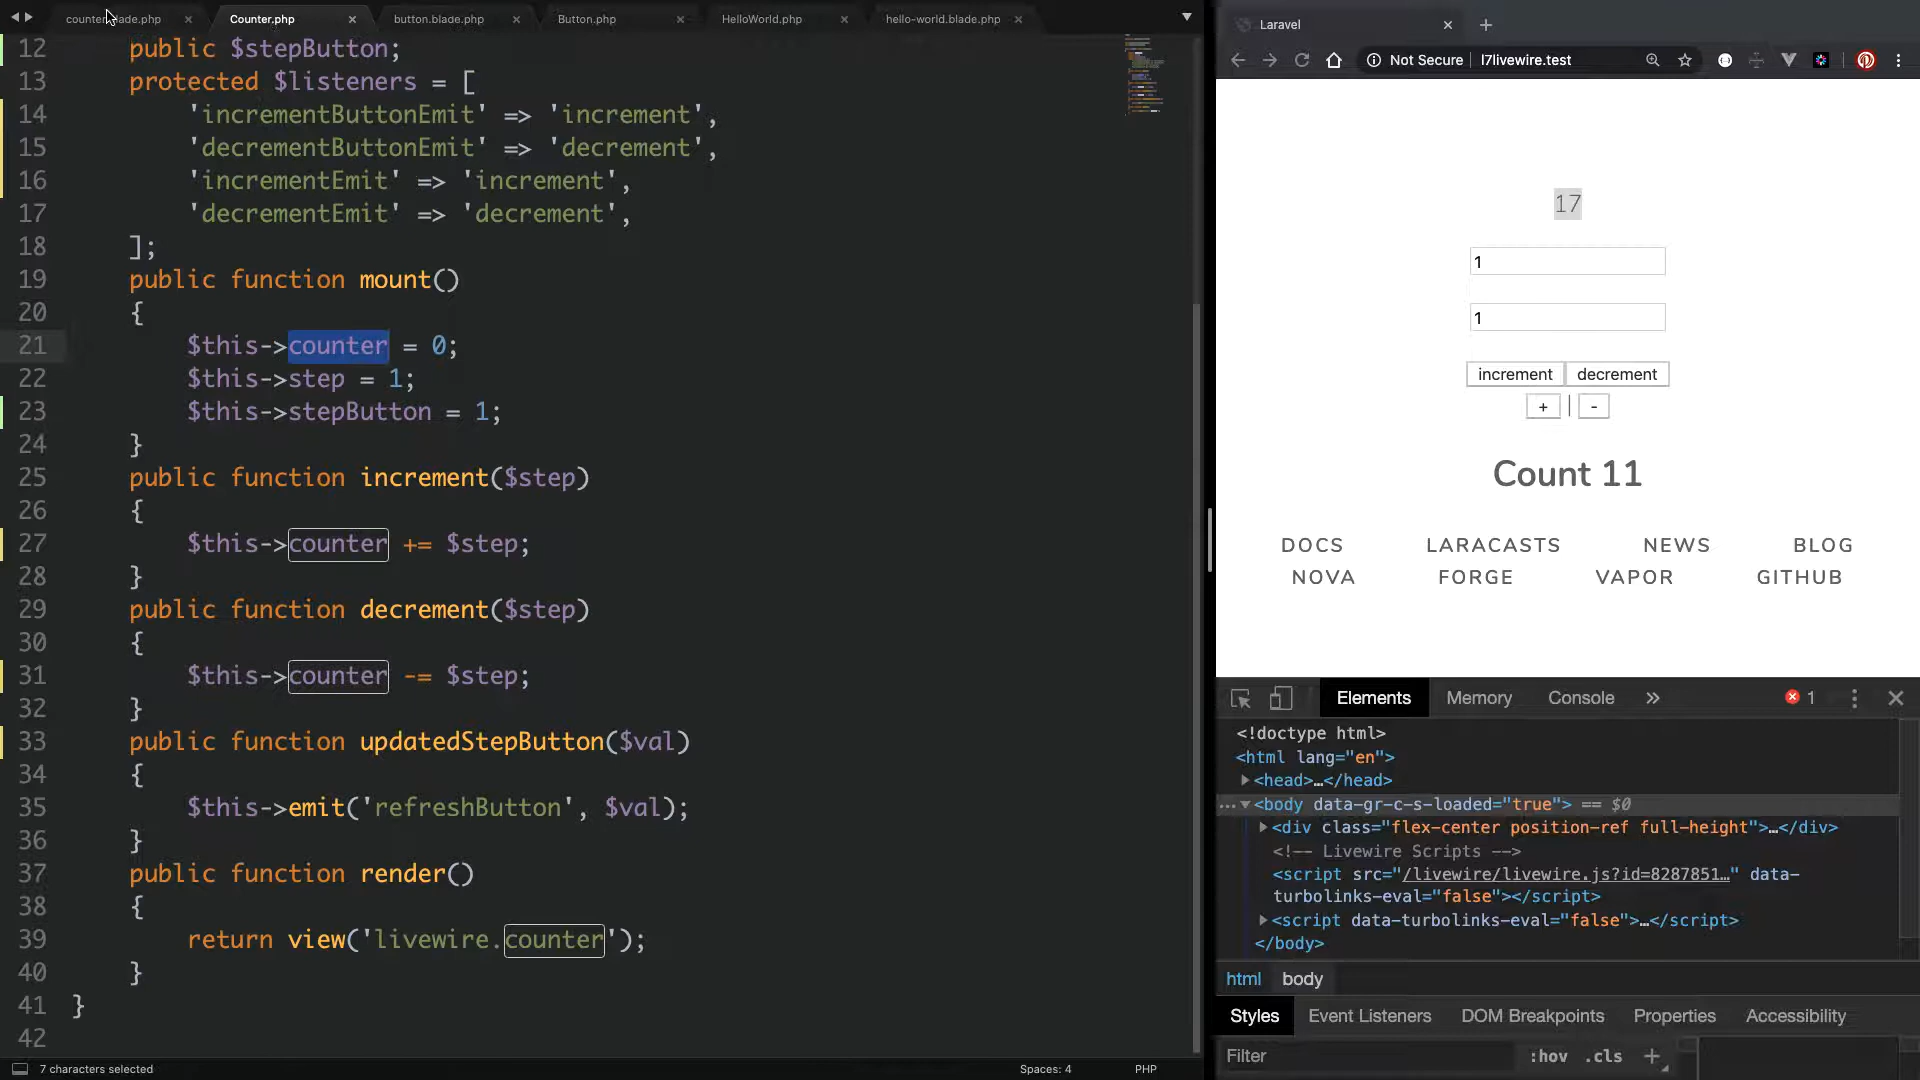 counter.blade.php
Counter.php
button.blade.php
Button.php
HelloWorld.php
hello-world.blade.php
12 public $stepButton;
13 protected $listeners = [
14 'incrementButtonEmit' => 'increment',
15 'decrementButtonEmit' => 'decrement',
16 'incrementEmit' => 'increment',
17 'decrementEmit' => 'decrement',
18 ];
19 public function mount()
20 {
21 $this->counter = 0;
22 $this->step = 1;
23 $this->stepButton = 1;
24 }
25 public function increment($step)
26 {
27 $this->counter += $step;
28 }
29 public function decrement($step)
30 {
31 $this->counter -= $step;
32 }
33 public function updatedStepButton($val)
34 {
35 $this->emit('refreshButton', $val);
36 }
37 public function render()
38 {
39 return view('livewire.counter');
40 }
41 }
42
7 characters selected
Spaces: 4
PHP
Laravel
Not Secure | l7livewire.test
17
1
1
increment decrement
+ | -
Count 11
DOCS LARACASTS NEWS BLOG
NOVA FORGE VAPOR GITHUB
Elements Memory Console » 1
<!doctype html>
<html lang="en">
<head>…</head>
… <body data-gr-c-s-loaded="true"> == $0
<div class="flex-center position-ref full-height">…</div>
<!-- Livewire Scripts -->
<script src="/livewire/livewire.js?id=8287851…" data-
turbolinks-eval="false"></script>
<script data-turbolinks-eval="false">…</script>
</body>
html body
Styles Event Listeners DOM Breakpoints Properties Accessibility
Filter :hov .cls +